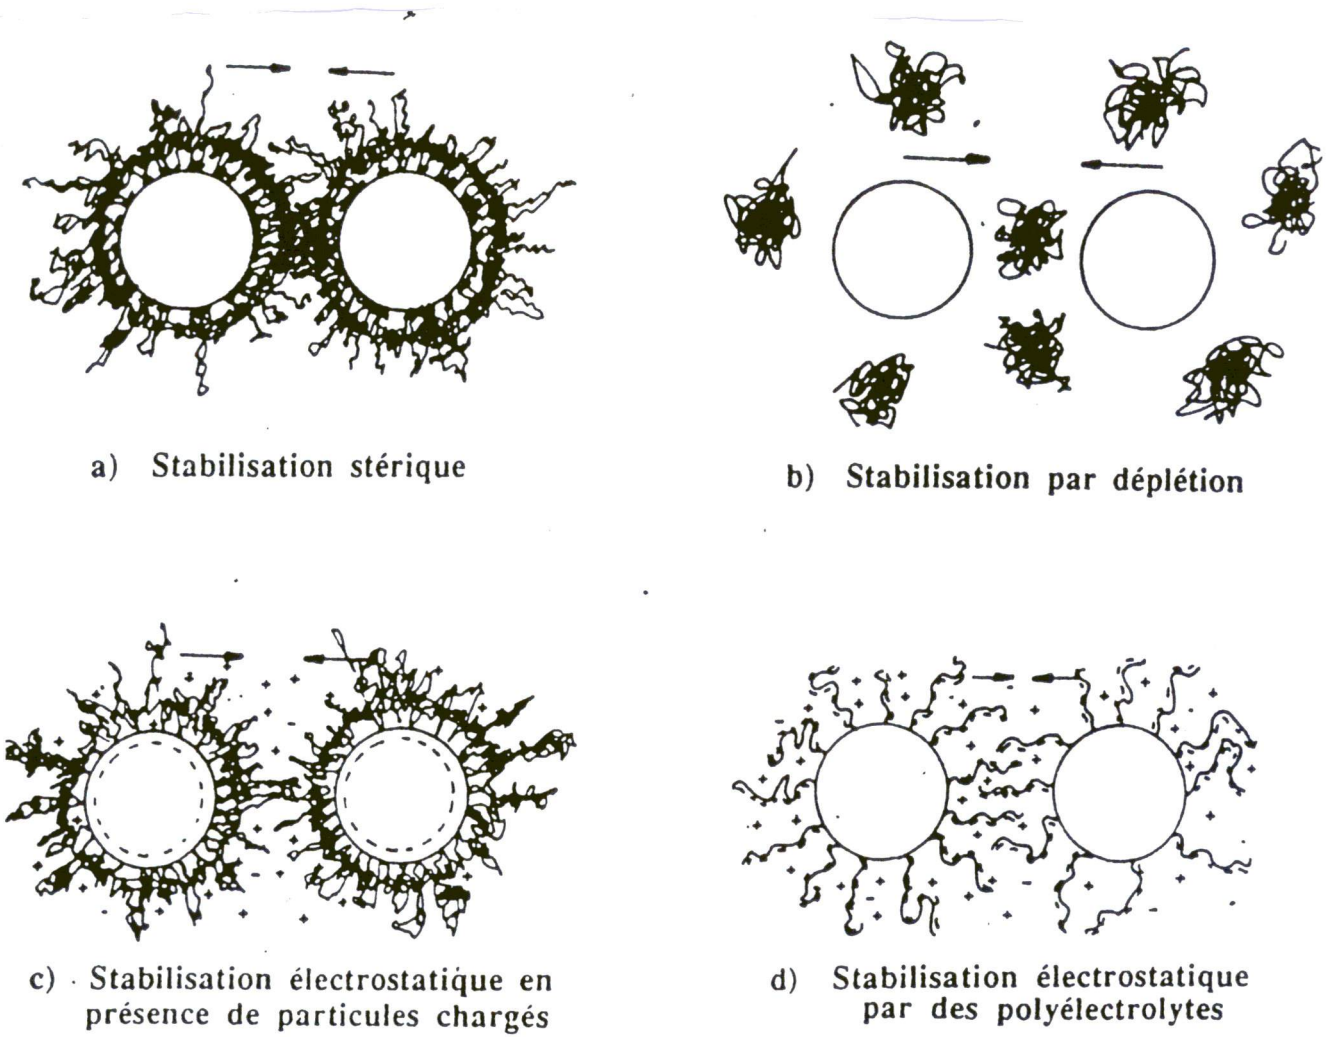 a) Stabilisation stérique
b) Stabilisation par déplétion
c) Stabilisation électrostatique en
présence de particules chargés
d) Stabilisation électrostatique
par des polyélectrolytes